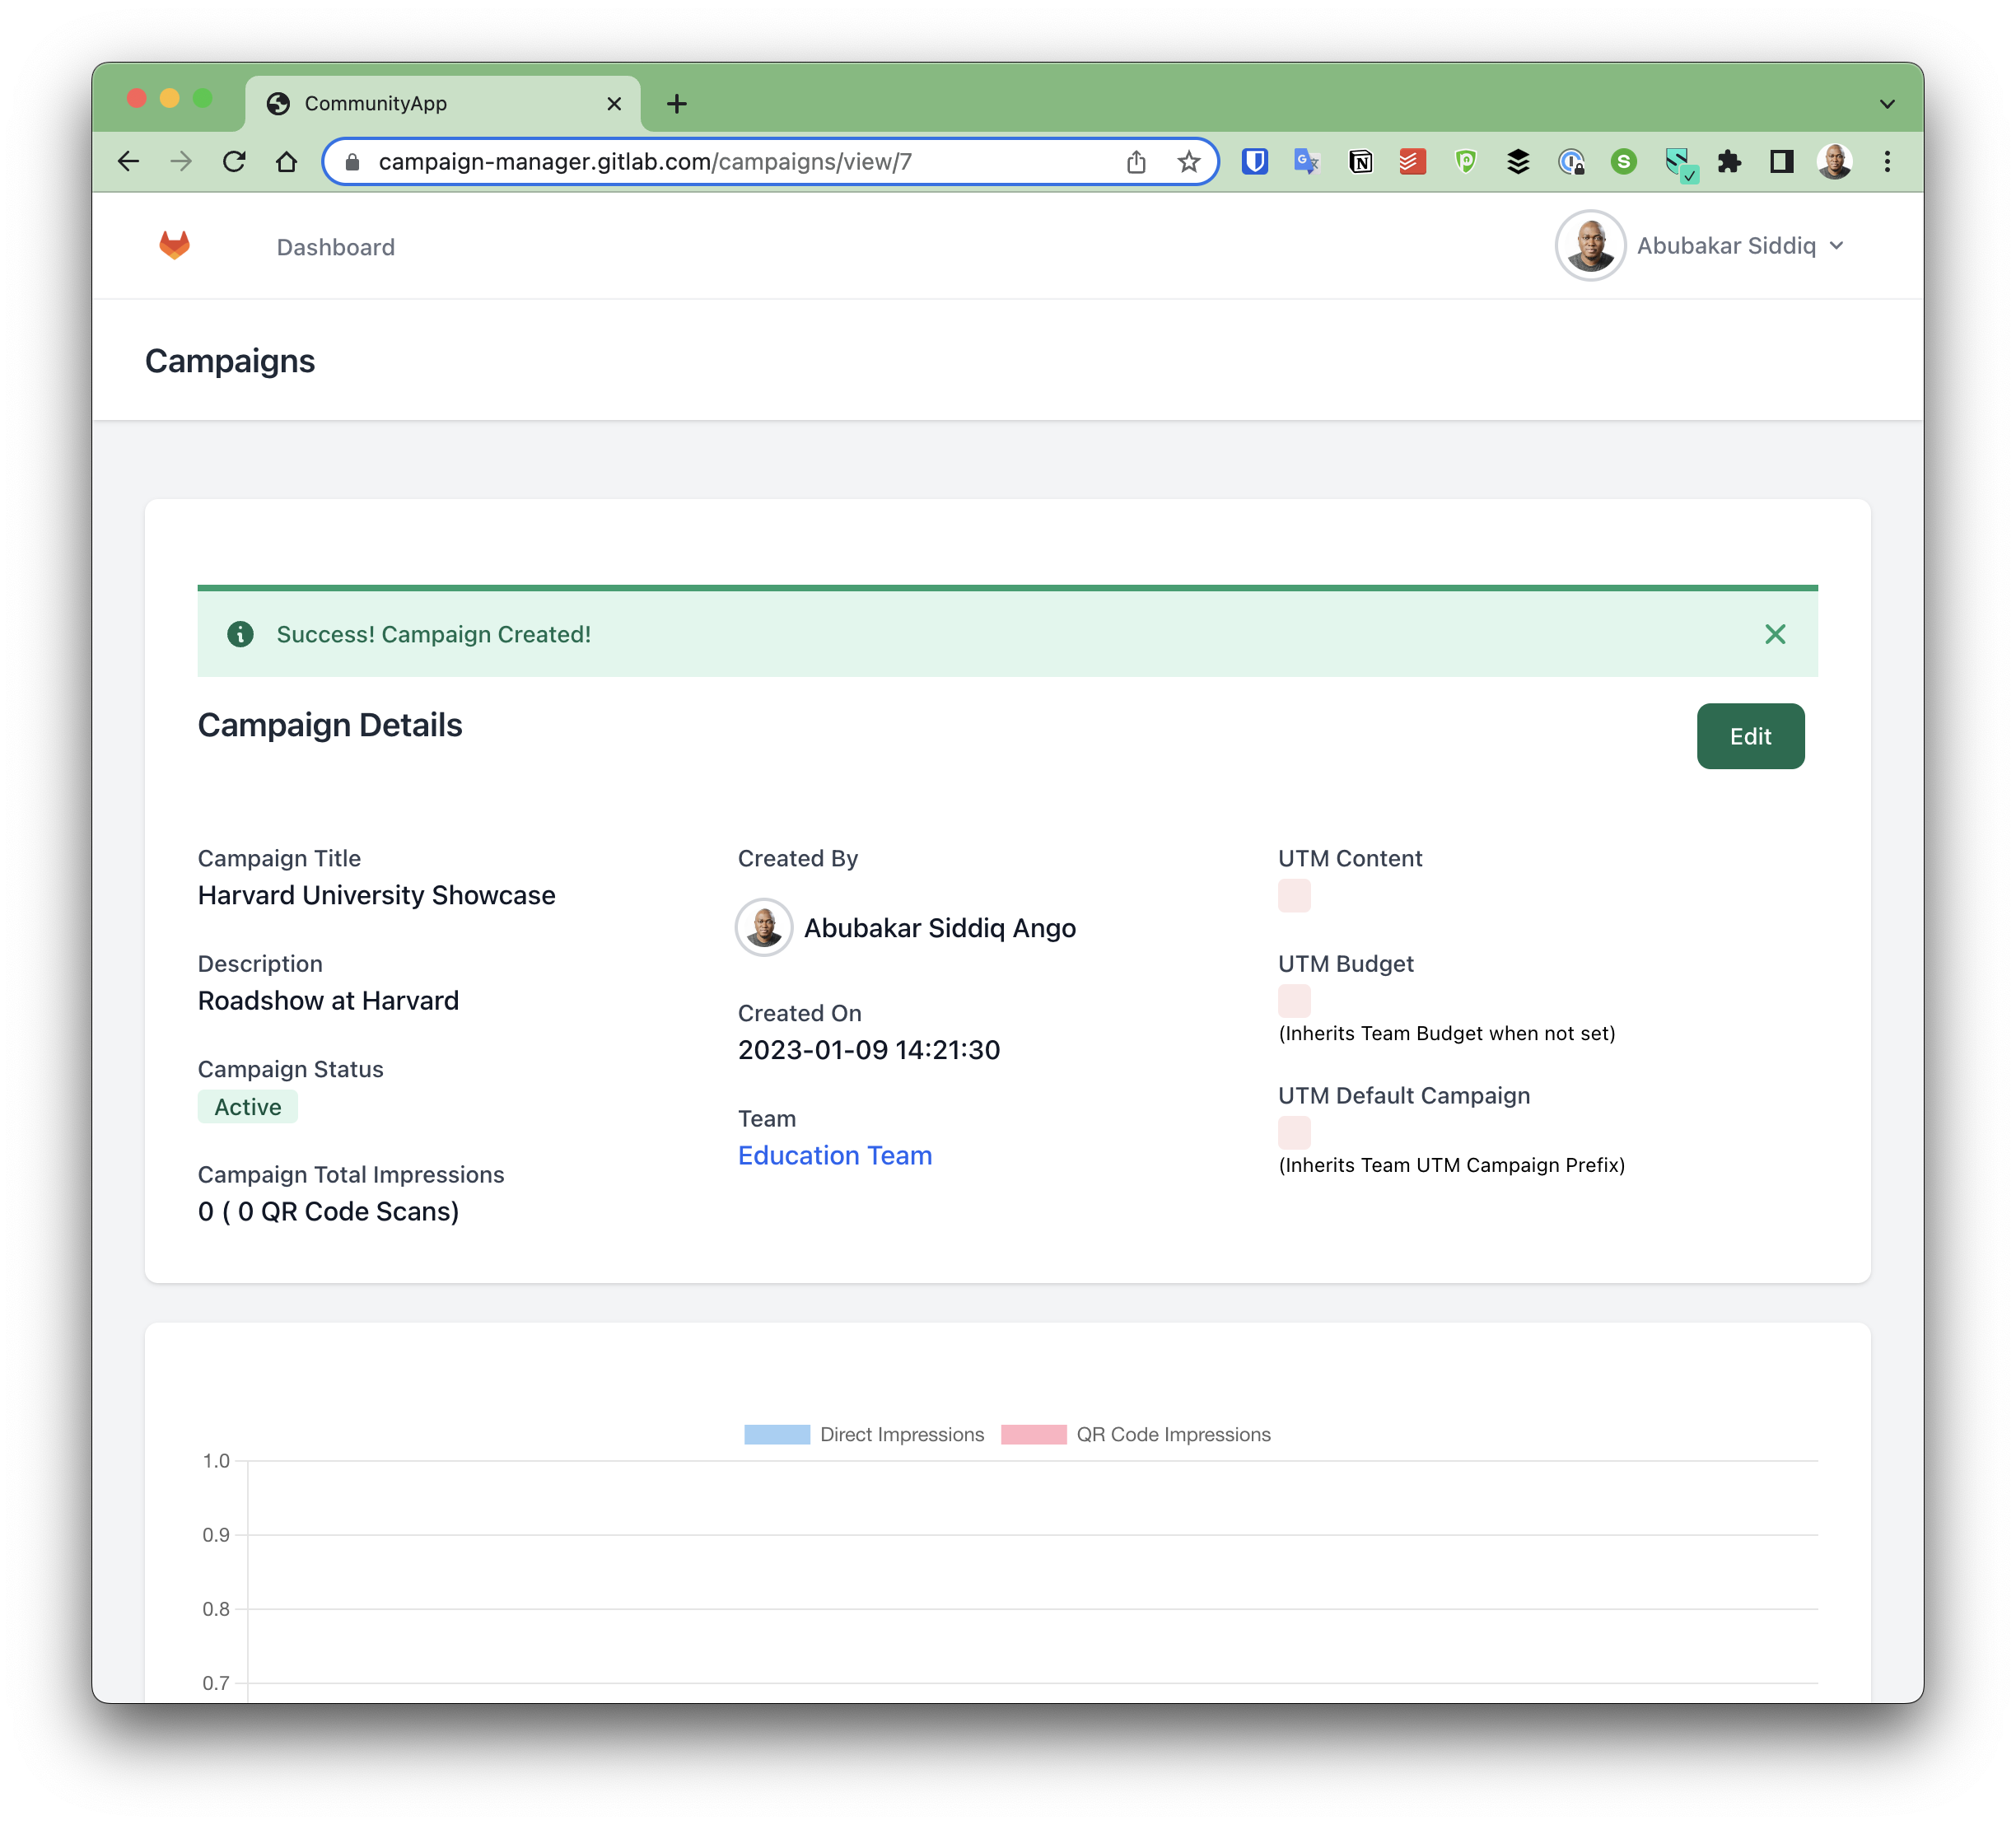 CommunityApp
campaign-manager.gitlab.com/campaigns/view/7
Dashboard
Abubakar Siddiq
Campaigns
Success! Campaign Created!
Campaign Details
Edit
Campaign Title
Harvard University Showcase
Description
Roadshow at Harvard
Campaign Status
Active
Campaign Total Impressions
0 ( 0 QR Code Scans)
Created By
Abubakar Siddiq Ango
Created On
2023-01-09 14:21:30
Team
Education Team
UTM Content
UTM Budget
(Inherits Team Budget when not set)
UTM Default Campaign
(Inherits Team UTM Campaign Prefix)
Direct Impressions QR Code Impressions
1.0
0.9
0.8
0.7